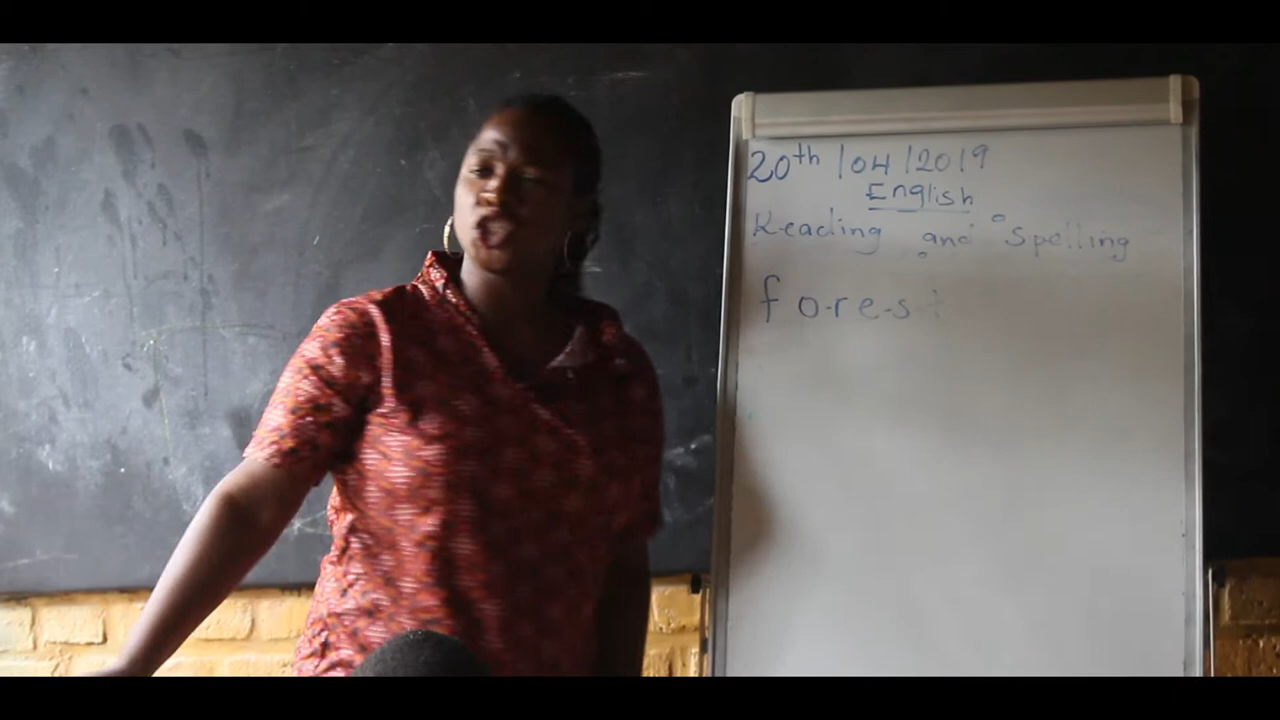 20th /04/2019
English
Reading and Spelling
f o-r e-s t